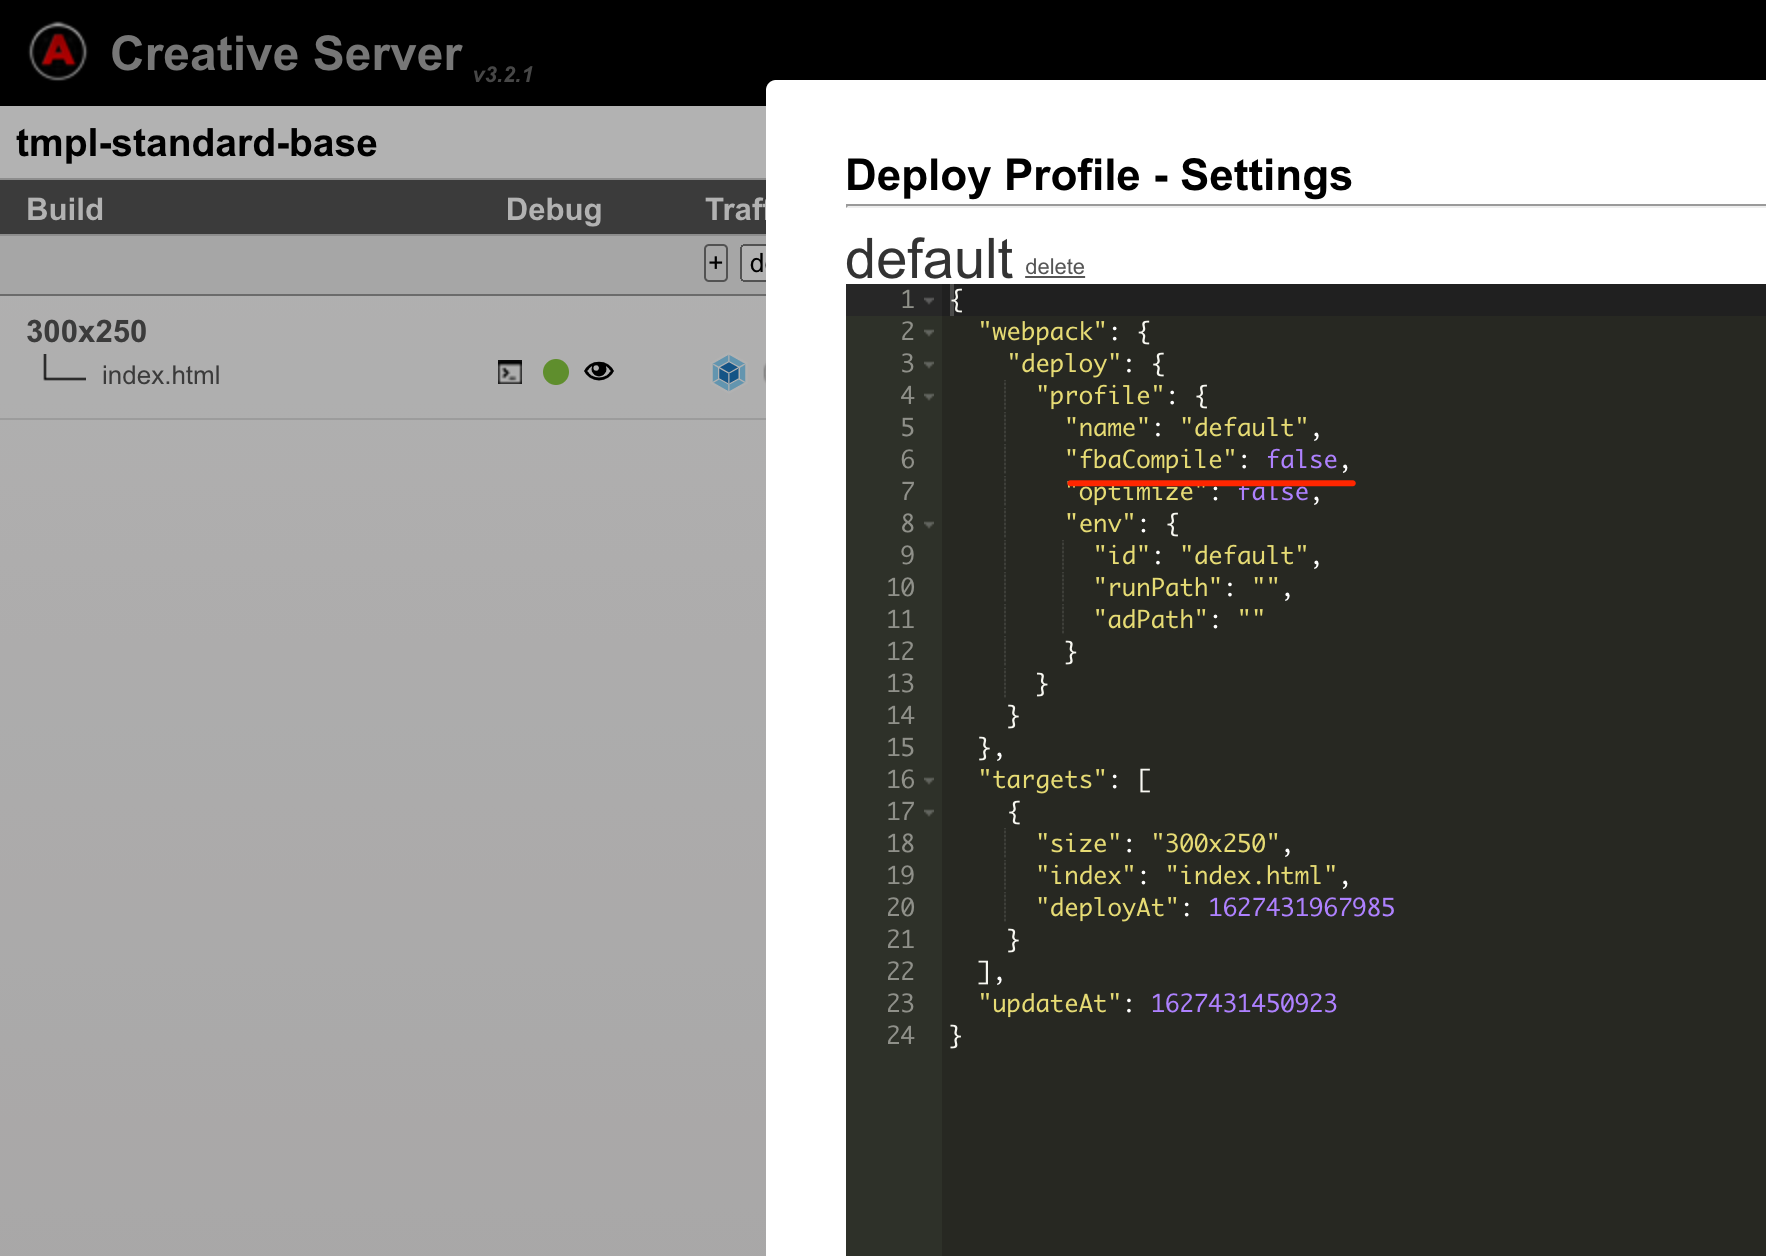 A Creative Server v3.2.1
tmpl-standard-base
Build Debug
+
300x250
index.html
Deploy Profile - Settings
default delete
1 {
2 "webpack": {
3 "deploy": {
4 "profile": {
5 "name": "default",
6 "fbaCompile": false,
7 "optimize": false,
8 "env": {
9 "id": "default",
10 "runPath": "",
11 "adPath": ""
12 }
13 }
14 }
15 },
16 "targets": [
17 {
18 "size": "300x250",
19 "index": "index.html",
20 "deployAt": 1627431967985
21 }
22 ],
23 "updateAt": 1627431450923
24 }